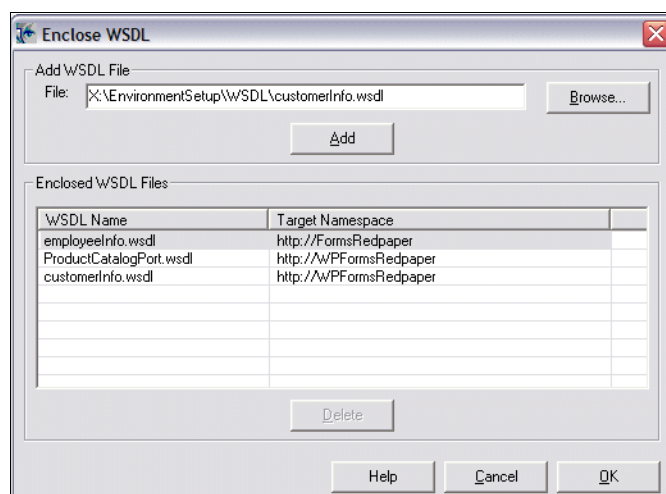 Enclose WSDL
Add WSDL File
File: X:\EnvironmentSetup\WSDL\customerInfo.wsdl Browse...
Add
Enclosed WSDL Files
WSDL Name Target Namespace
employeeInfo.wsdl http://FormsRedpaper
ProductCatalogPort.wsdl http://WPFormsRedpaper
customerInfo.wsdl http://WPFormsRedpaper
Delete
Help Cancel OK